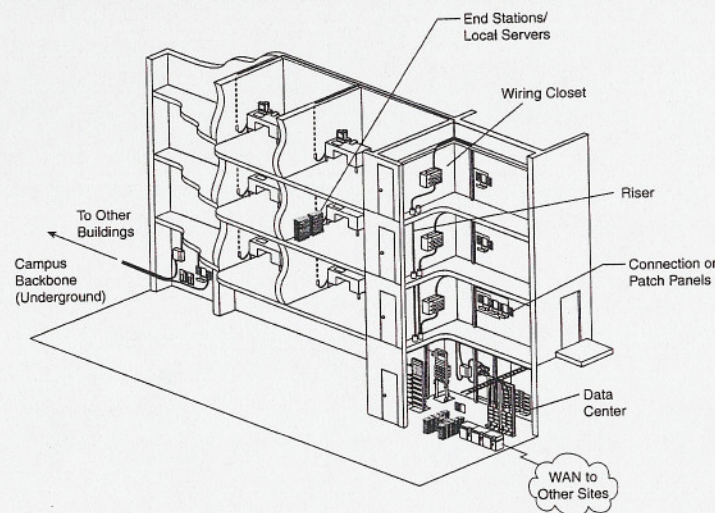 End Stations/
Local Servers
Wiring Closet
Riser
To Other
Buildings
Campus
Backbone
(Underground)
Connection or
Patch Panels
Data
Center
WAN to
Other Sites